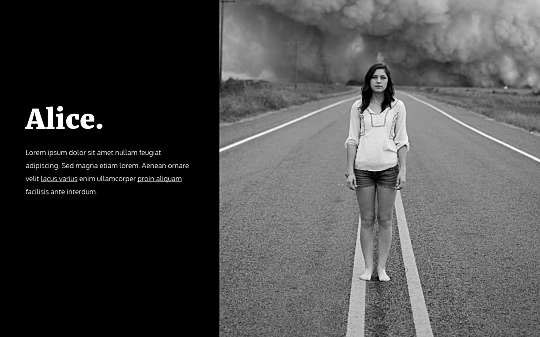 Alice.
Lorem ipsum dolor sit amet nullam feugiat
adipiscing. Sed magna etiam lorem. Aenean ornare
velit lacus varius enim ullamcorper proin aliquam
facilisis ante interdum.